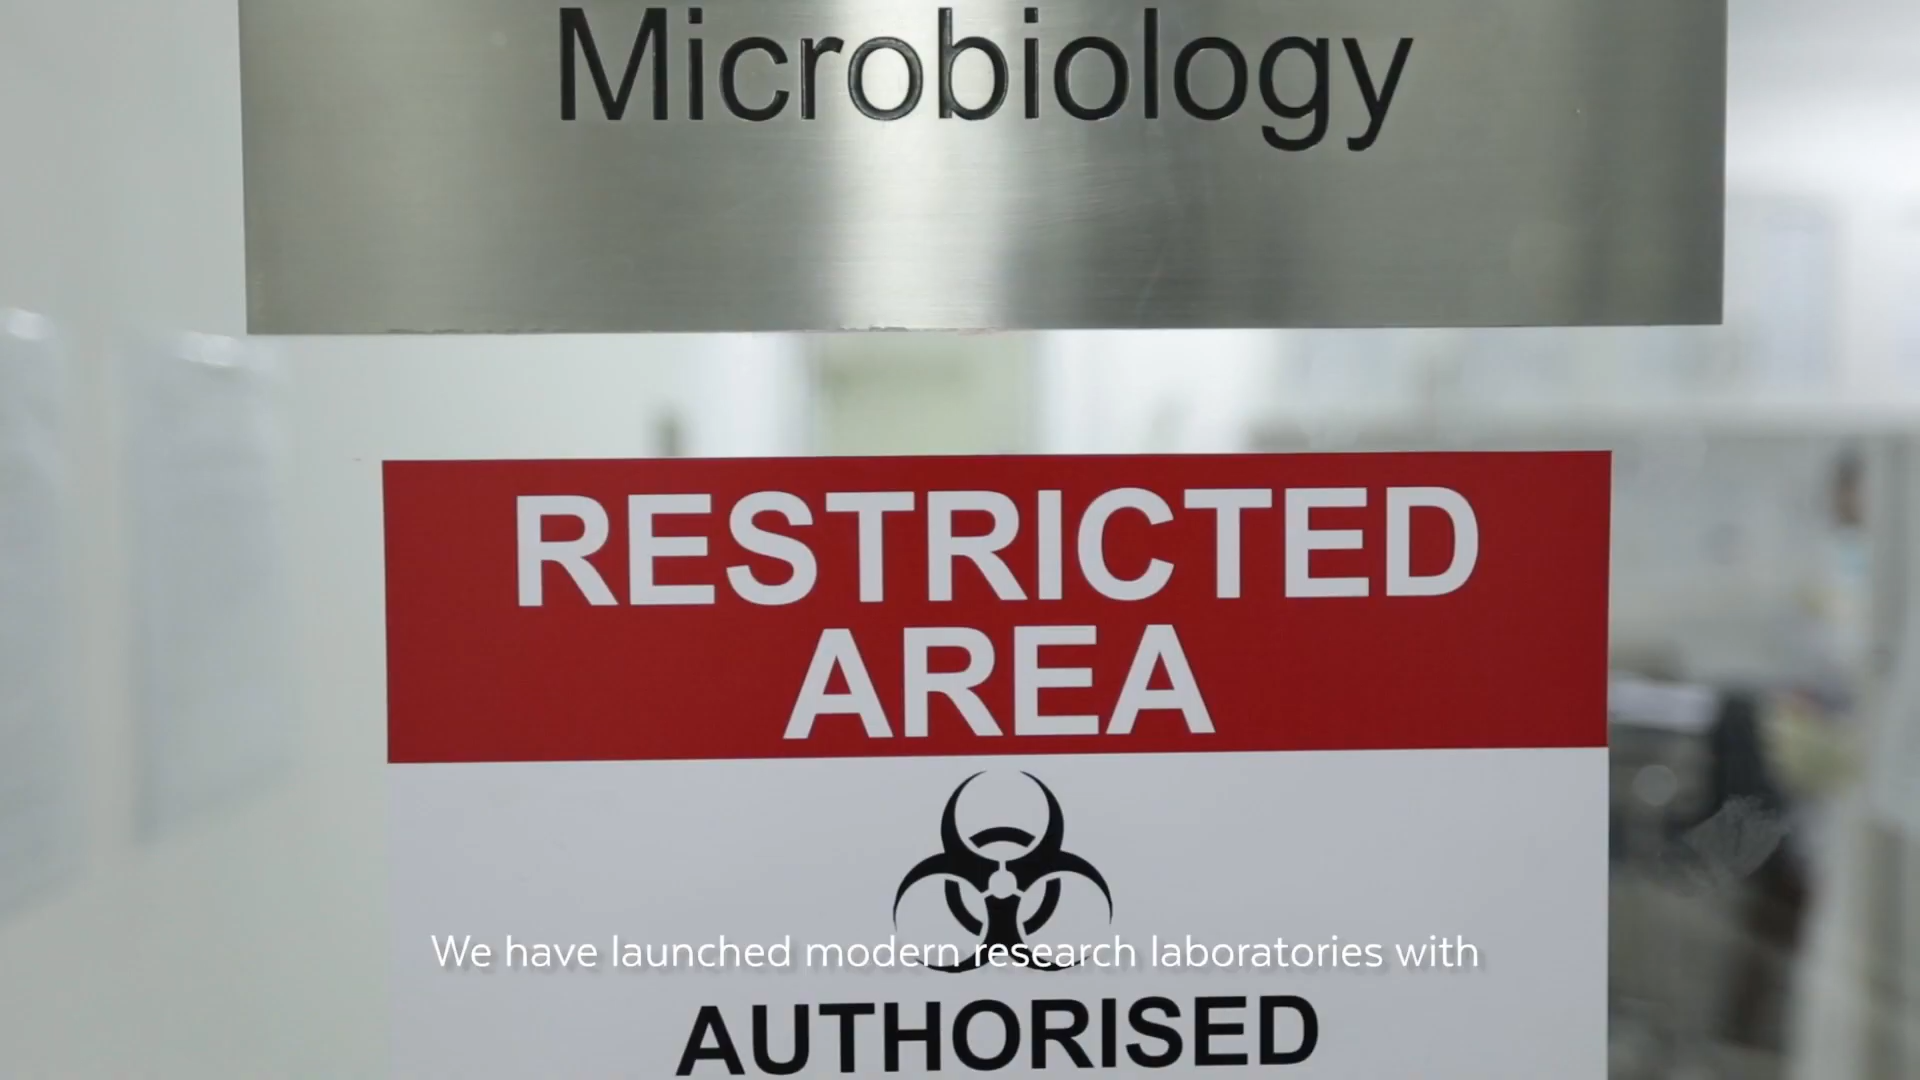 Microbiology
RESTRICTED
AREA
We have launched modern research laboratories with
AUTHORISED